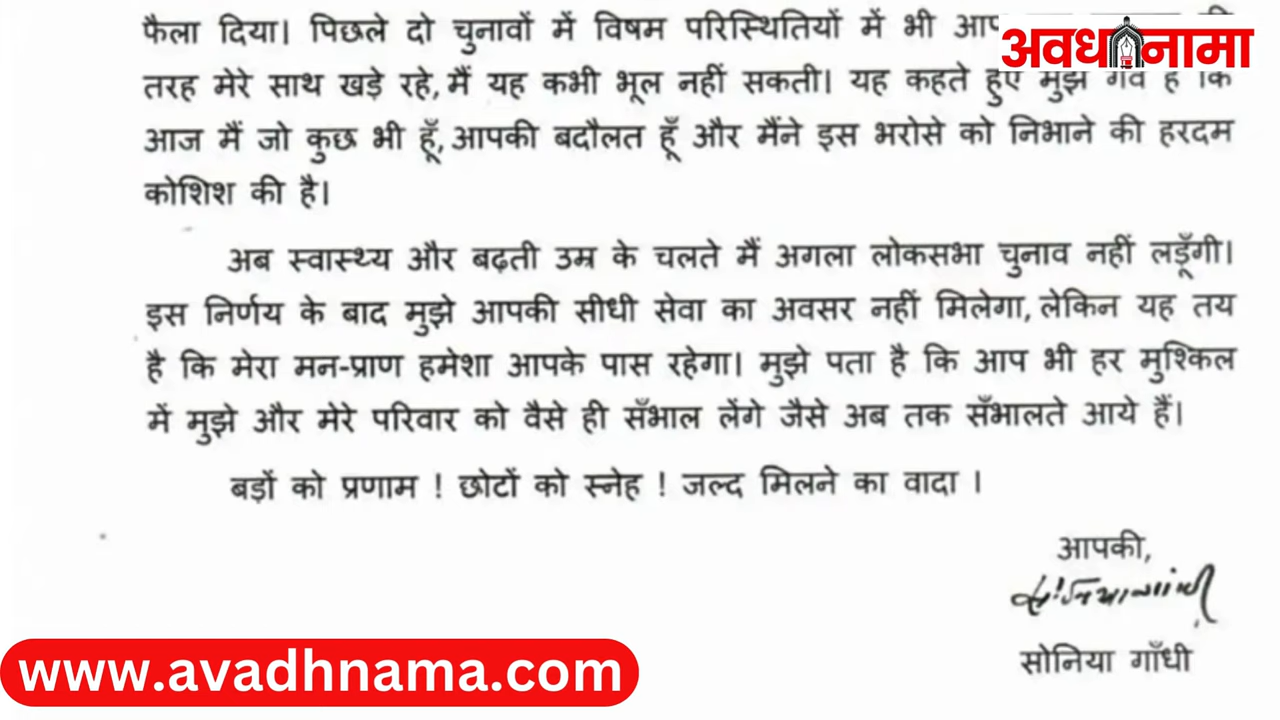 फैला दिया। पिछले दो चुनावों में विषम परिस्थितियों में भी आप
अवधनामा
तरह मेरे साथ खड़े रहे, मैं यह कभी भूल नहीं सकती। यह कहते हुए मुझे गर्व है कि
आज मैं जो कुछ भी हूँ, आपकी बदौलत हूँ और मैंने इस भरोसे को निभाने की हरदम
कोशिश की है।
अब स्वास्थ्य और बढ़ती उम्र के चलते मैं अगला लोकसभा चुनाव नहीं लड़ूँगी।
इस निर्णय के बाद मुझे आपकी सीधी सेवा का अवसर नहीं मिलेगा, लेकिन यह तय
है कि मेरा मन-प्राण हमेशा आपके पास रहेगा। मुझे पता है कि आप भी हर मुश्किल
में मुझे और मेरे परिवार को वैसे ही सँभाल लेंगे जैसे अब तक सँभालते आये हैं।
बड़ों को प्रणाम ! छोटों को स्नेह ! जल्द मिलने का वादा ।
आपकी,
सोनिया गाँधी
सोनिया गाँधी
www.avadhnama.com